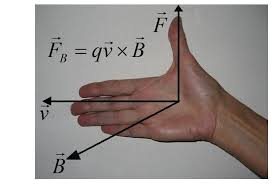 F⃗
F⃗_B = qv⃗ × B⃗
v⃗
B⃗